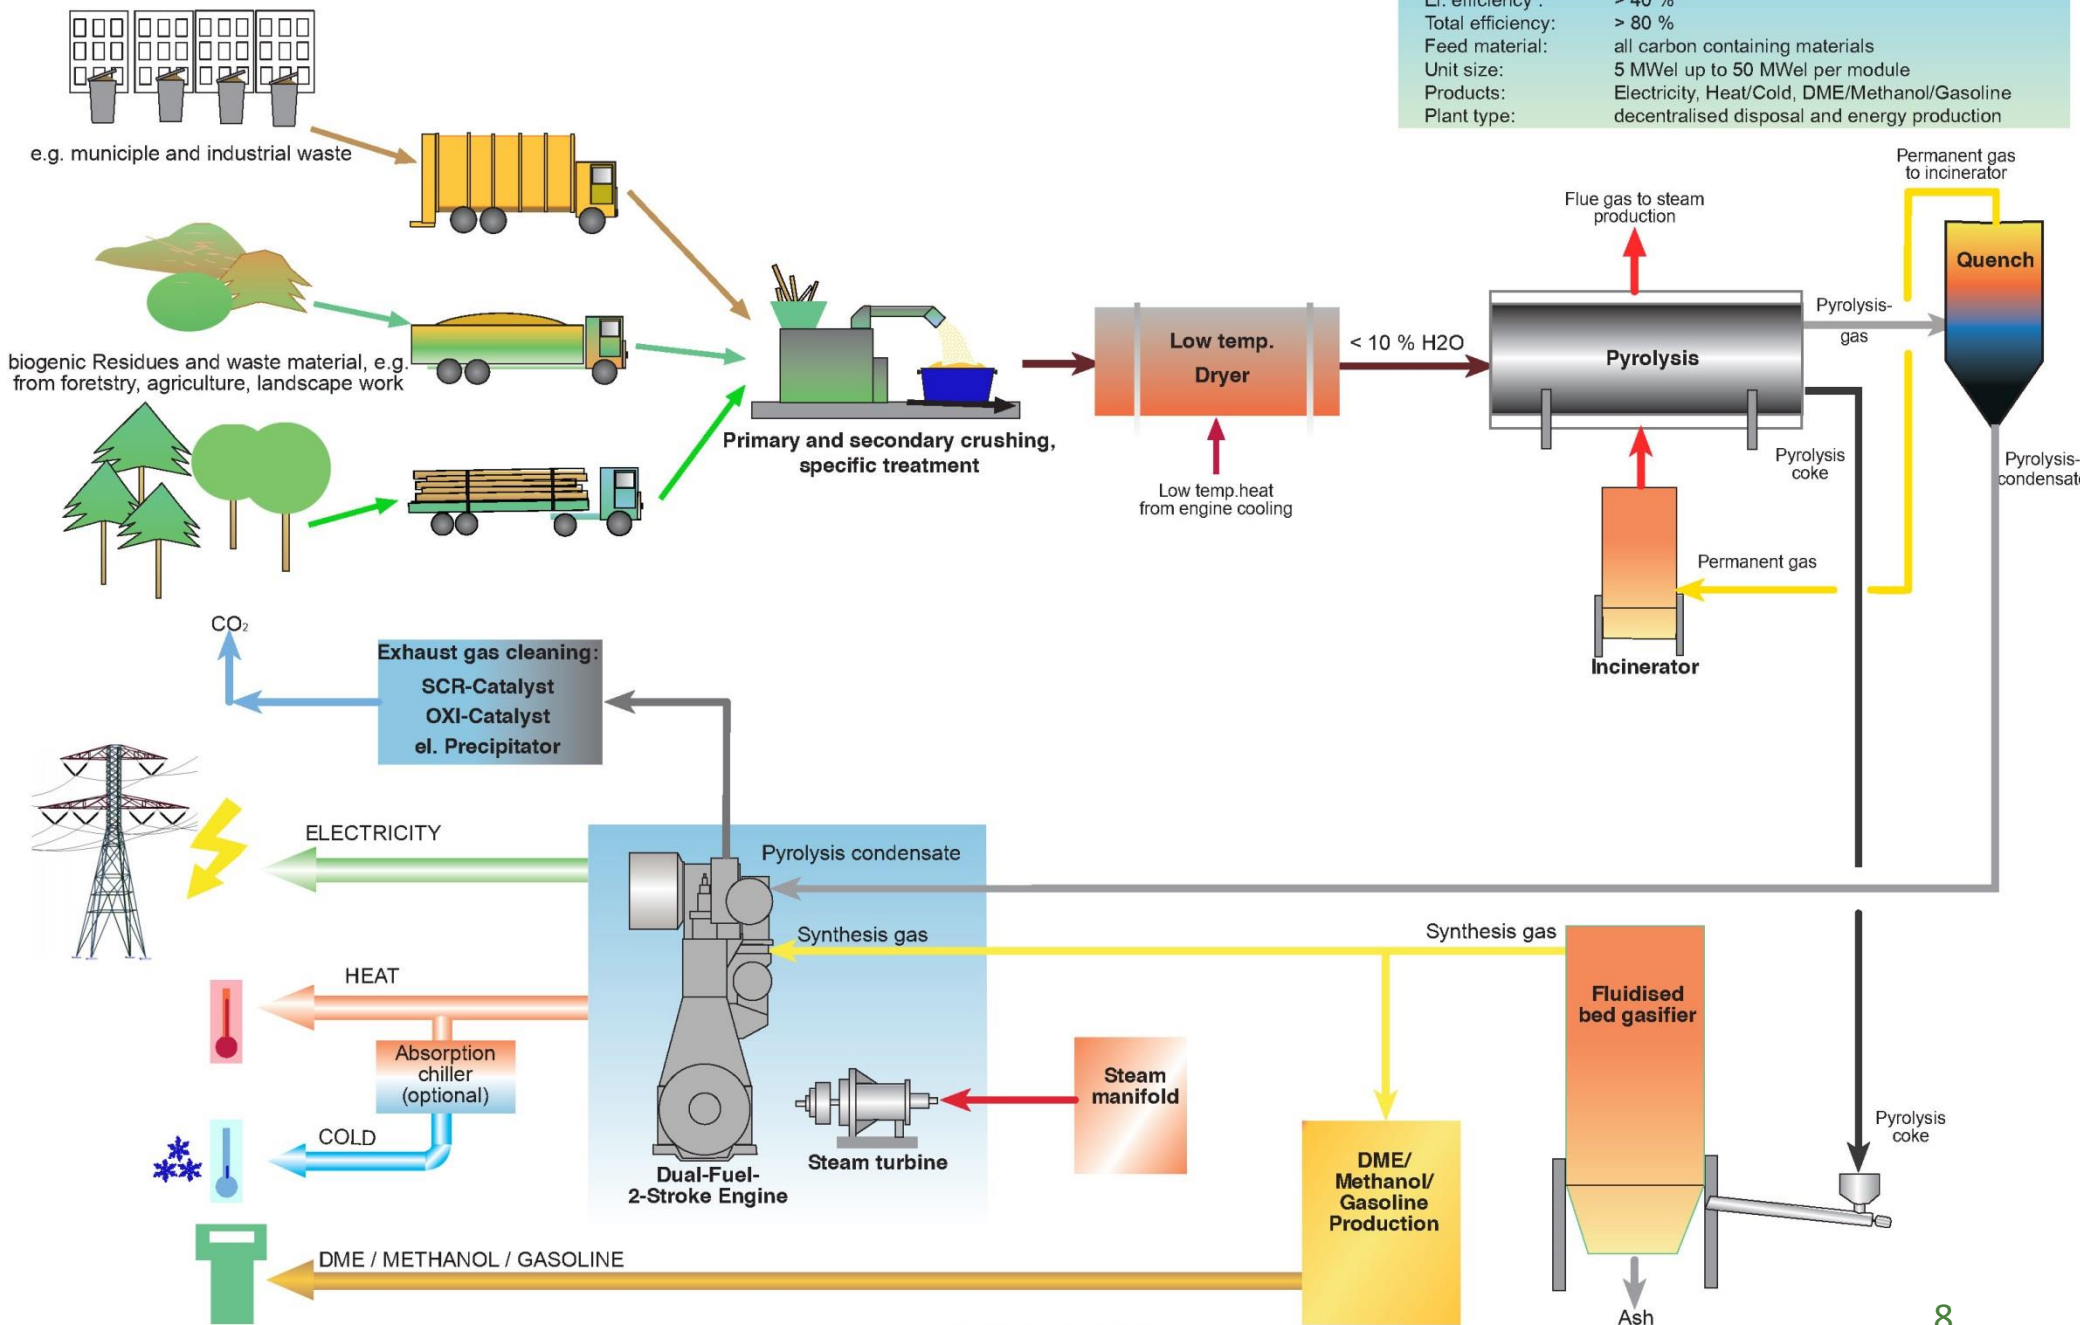 El. efficiency : > 40 %
Total efficiency: > 80 %
Feed material: all carbon containing materials
Unit size: 5 MWel up to 50 MWel per module
Products: Electricity, Heat/Cold, DME/Methanol/Gasoline
Plant type: decentralised disposal and energy production
e.g. municiple and industrial waste
biogenic Residues and waste material, e.g.
from foretstry, agriculture, landscape work
Primary and secondary crushing,
specific treatment
Low temp.
Dryer
Low temp.heat
from engine cooling
< 10 % H2O
Flue gas to steam
production
Pyrolysis
Pyrolysis-
gas
Permanent gas
to incinerator
Quench
Pyrolysis
coke
Pyrolysis-
condensate
Permanent gas
Incinerator
CO₂
Exhaust gas cleaning:
SCR-Catalyst
OXI-Catalyst
el. Precipitator
ELECTRICITY
Pyrolysis condensate
Synthesis gas
Synthesis gas
HEAT
Absorption
chiller
(optional)
COLD
Dual-Fuel-
2-Stroke Engine
Steam turbine
Steam
manifold
Fluidised
bed gasifier
DME/
Methanol/
Gasoline
Production
Pyrolysis
coke
DME / METHANOL / GASOLINE
Ash
8